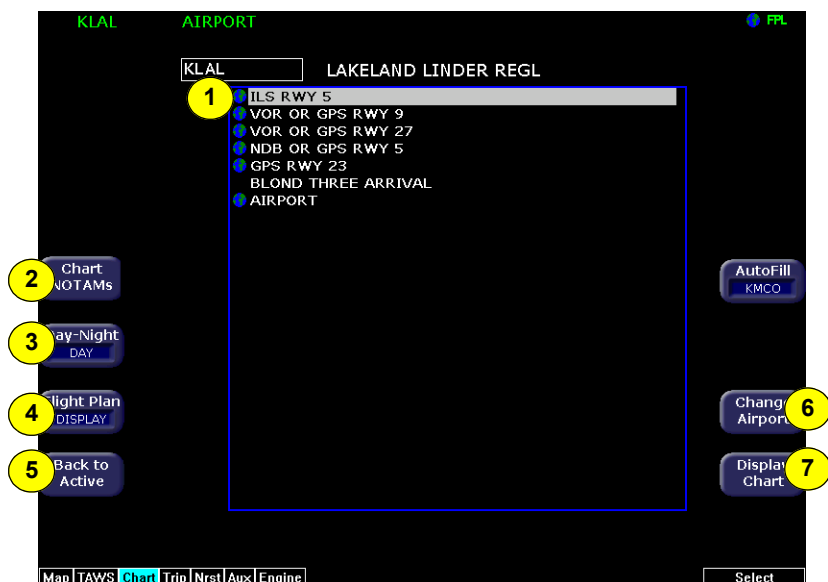 KLAL AIRPORT FPL
KLAL LAKELAND LINDER REGL
1
ILS RWY 5
VOR OR GPS RWY 9
VOR OR GPS RWY 27
NDB OR GPS RWY 5
GPS RWY 23
BLOND THREE ARRIVAL
AIRPORT
2
Chart
NOTAMs
AutoFill
KMCO
3
Day-Night
DAY
4
Flight Plan
DISPLAY
Change
Airport
6
5
Back to
Active
Display
Chart
7
Map TAWS Chart Trip Nrst Aux Engine Select